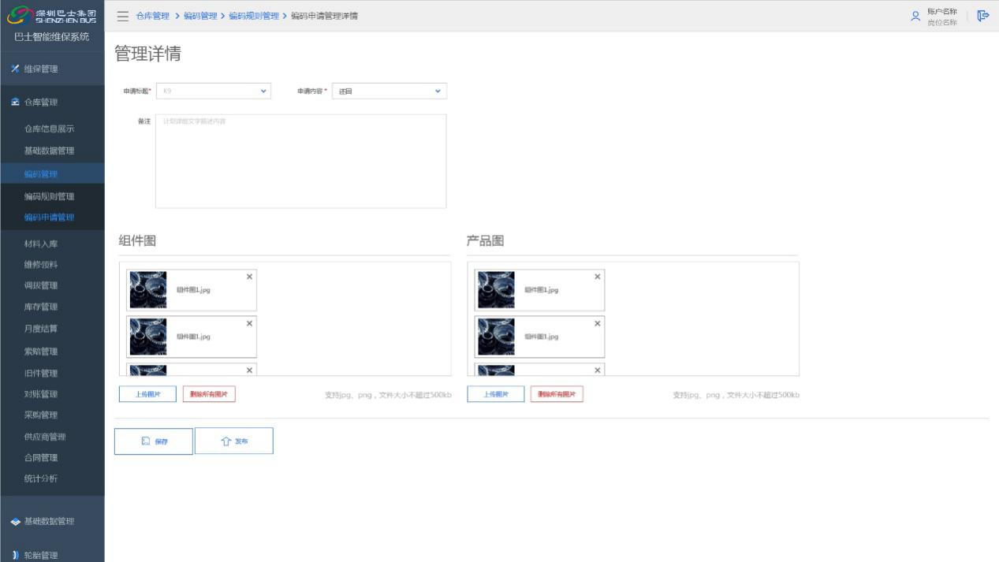 深圳巴士集团
SHENZHEN BUS
巴士智能维保系统
仓库管理 > 编码管理 > 编码规则管理 > 编码申请管理详情
账户名称
岗位名称
维保管理
仓库管理
仓库信息展示
基础数据管理
编码管理
编码规则管理
编码申请管理
材料入库
维修领料
调拨管理
库存管理
月度结算
索赔管理
旧件管理
对账管理
采购管理
供应商管理
合同管理
统计分析
基础数据管理
轮胎管理
管理详情
申请标题* K9
申请内容* 返回
备注 计划详细文字描述内容
组件图
组件图1.jpg
组件图1.jpg
上传图片 删除所有图片 支持jpg、png，文件大小不超过500kb
产品图
组件图1.jpg
组件图1.jpg
上传图片 删除所有图片 支持jpg、png，文件大小不超过500kb
保存 发布